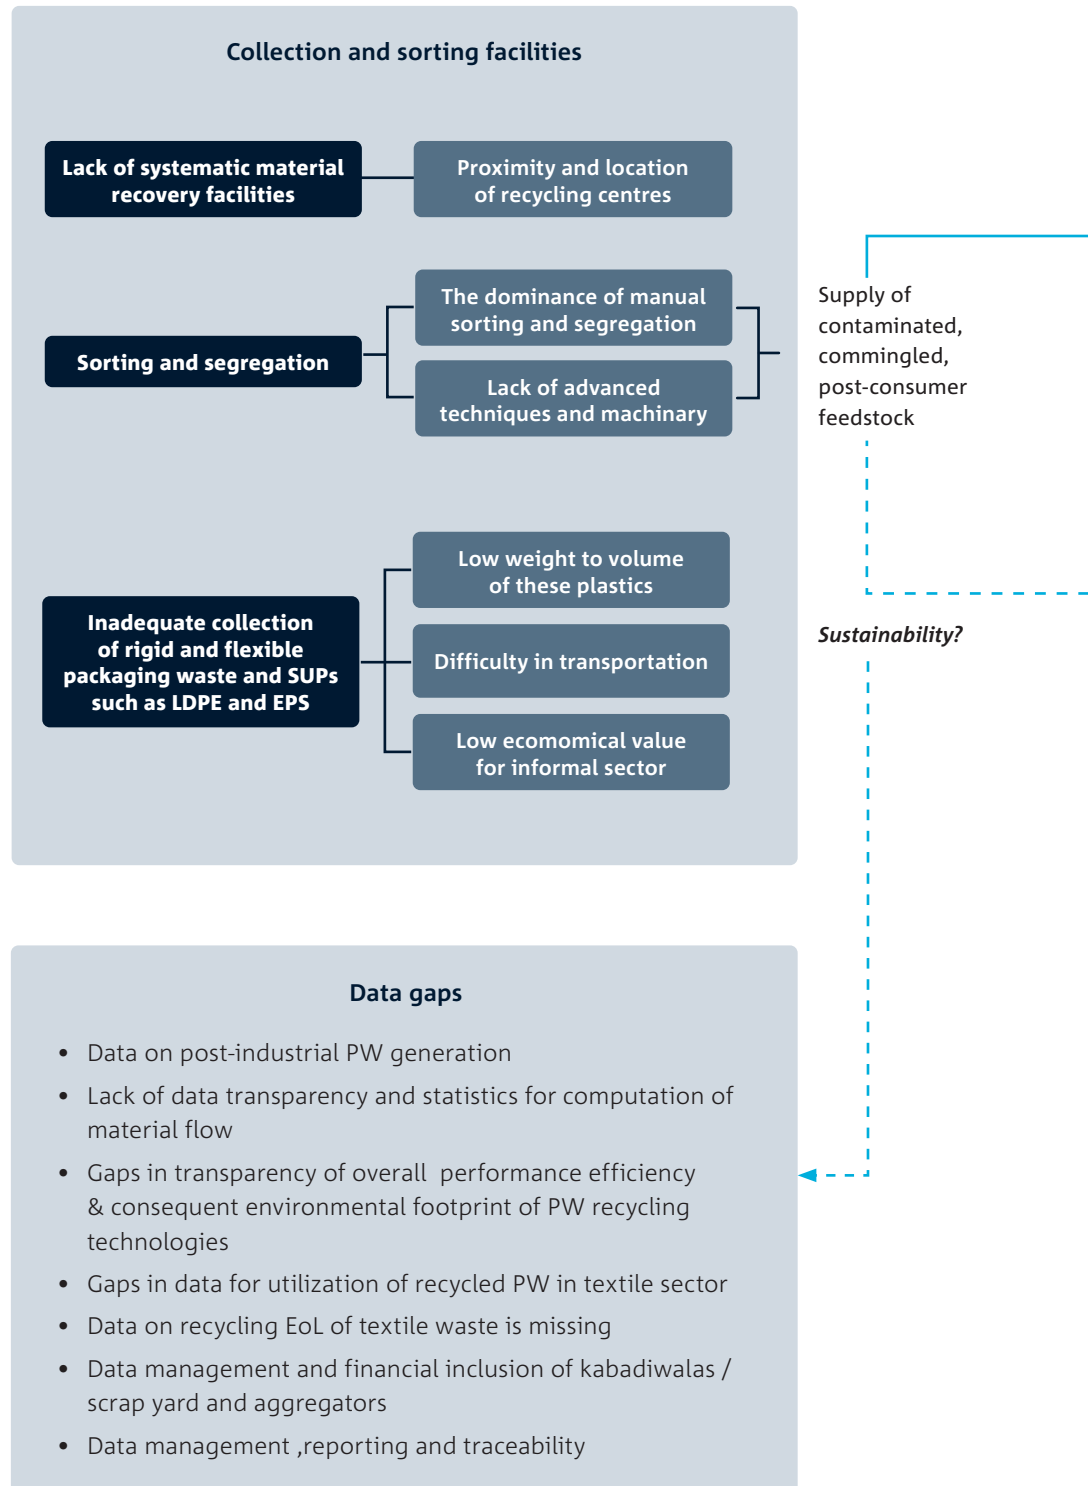 Collection and sorting facilities
Lack of systematic material
recovery facilities
Proximity and location
of recycling centres
Sorting and segregation
The dominance of manual
sorting and segregation
Lack of advanced
techniques and machinary
Supply of
contaminated,
commingled,
post-consumer
feedstock
Inadequate collection
of rigid and flexible
packaging waste and SUPs
such as LDPE and EPS
Low weight to volume
of these plastics
Difficulty in transportation
Low ecomomical value
for informal sector
Sustainability?
Data gaps
• Data on post-industrial PW generation
• Lack of data transparency and statistics for computation of
material flow
• Gaps in transparency of overall performance efficiency
& consequent environmental footprint of PW recycling
technologies
• Gaps in data for utilization of recycled PW in textile sector
• Data on recycling EoL of textile waste is missing
• Data management and financial inclusion of kabadiwalas /
scrap yard and aggregators
• Data management ,reporting and traceability